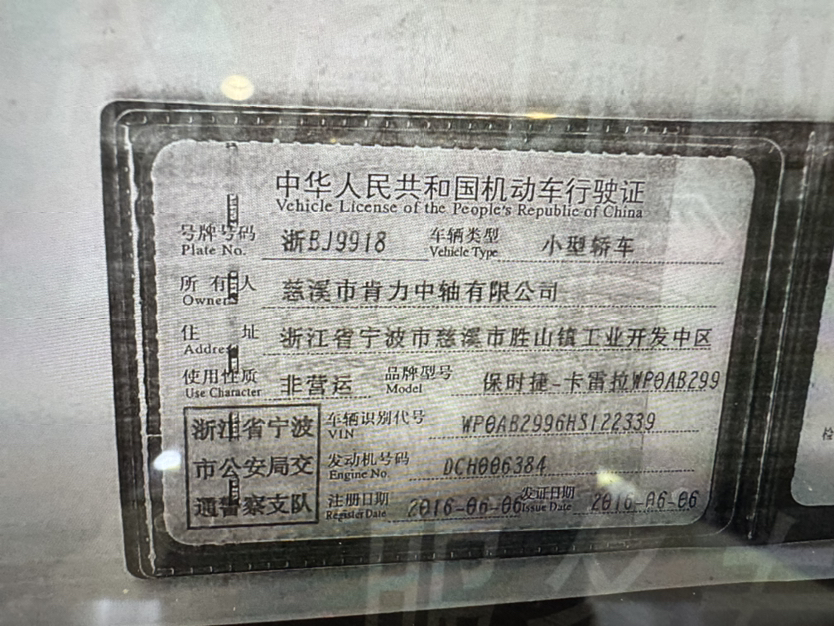 中华人民共和国机动车行驶证
Vehicle License of the People's Republic of China
号牌号码 浙BJ9918 车辆类型 小型轿车
Plate No. Vehicle Type
所有人 慈溪市肯力中轴有限公司
Owner
住 址 浙江省宁波市慈溪市胜山镇工业开发中区
Address
使用性质 非营运 品牌型号 保时捷-卡雷拉WP0AB299
Use Character Model
浙江省宁波 车辆识别代号 WP0AB2996HS122339
VIN
市公安局交 发动机号码 DCH006384
Engine No.
通警察支队 注册日期 2016-06-06 发证日期 2016-06-06
Register Date Issue Date